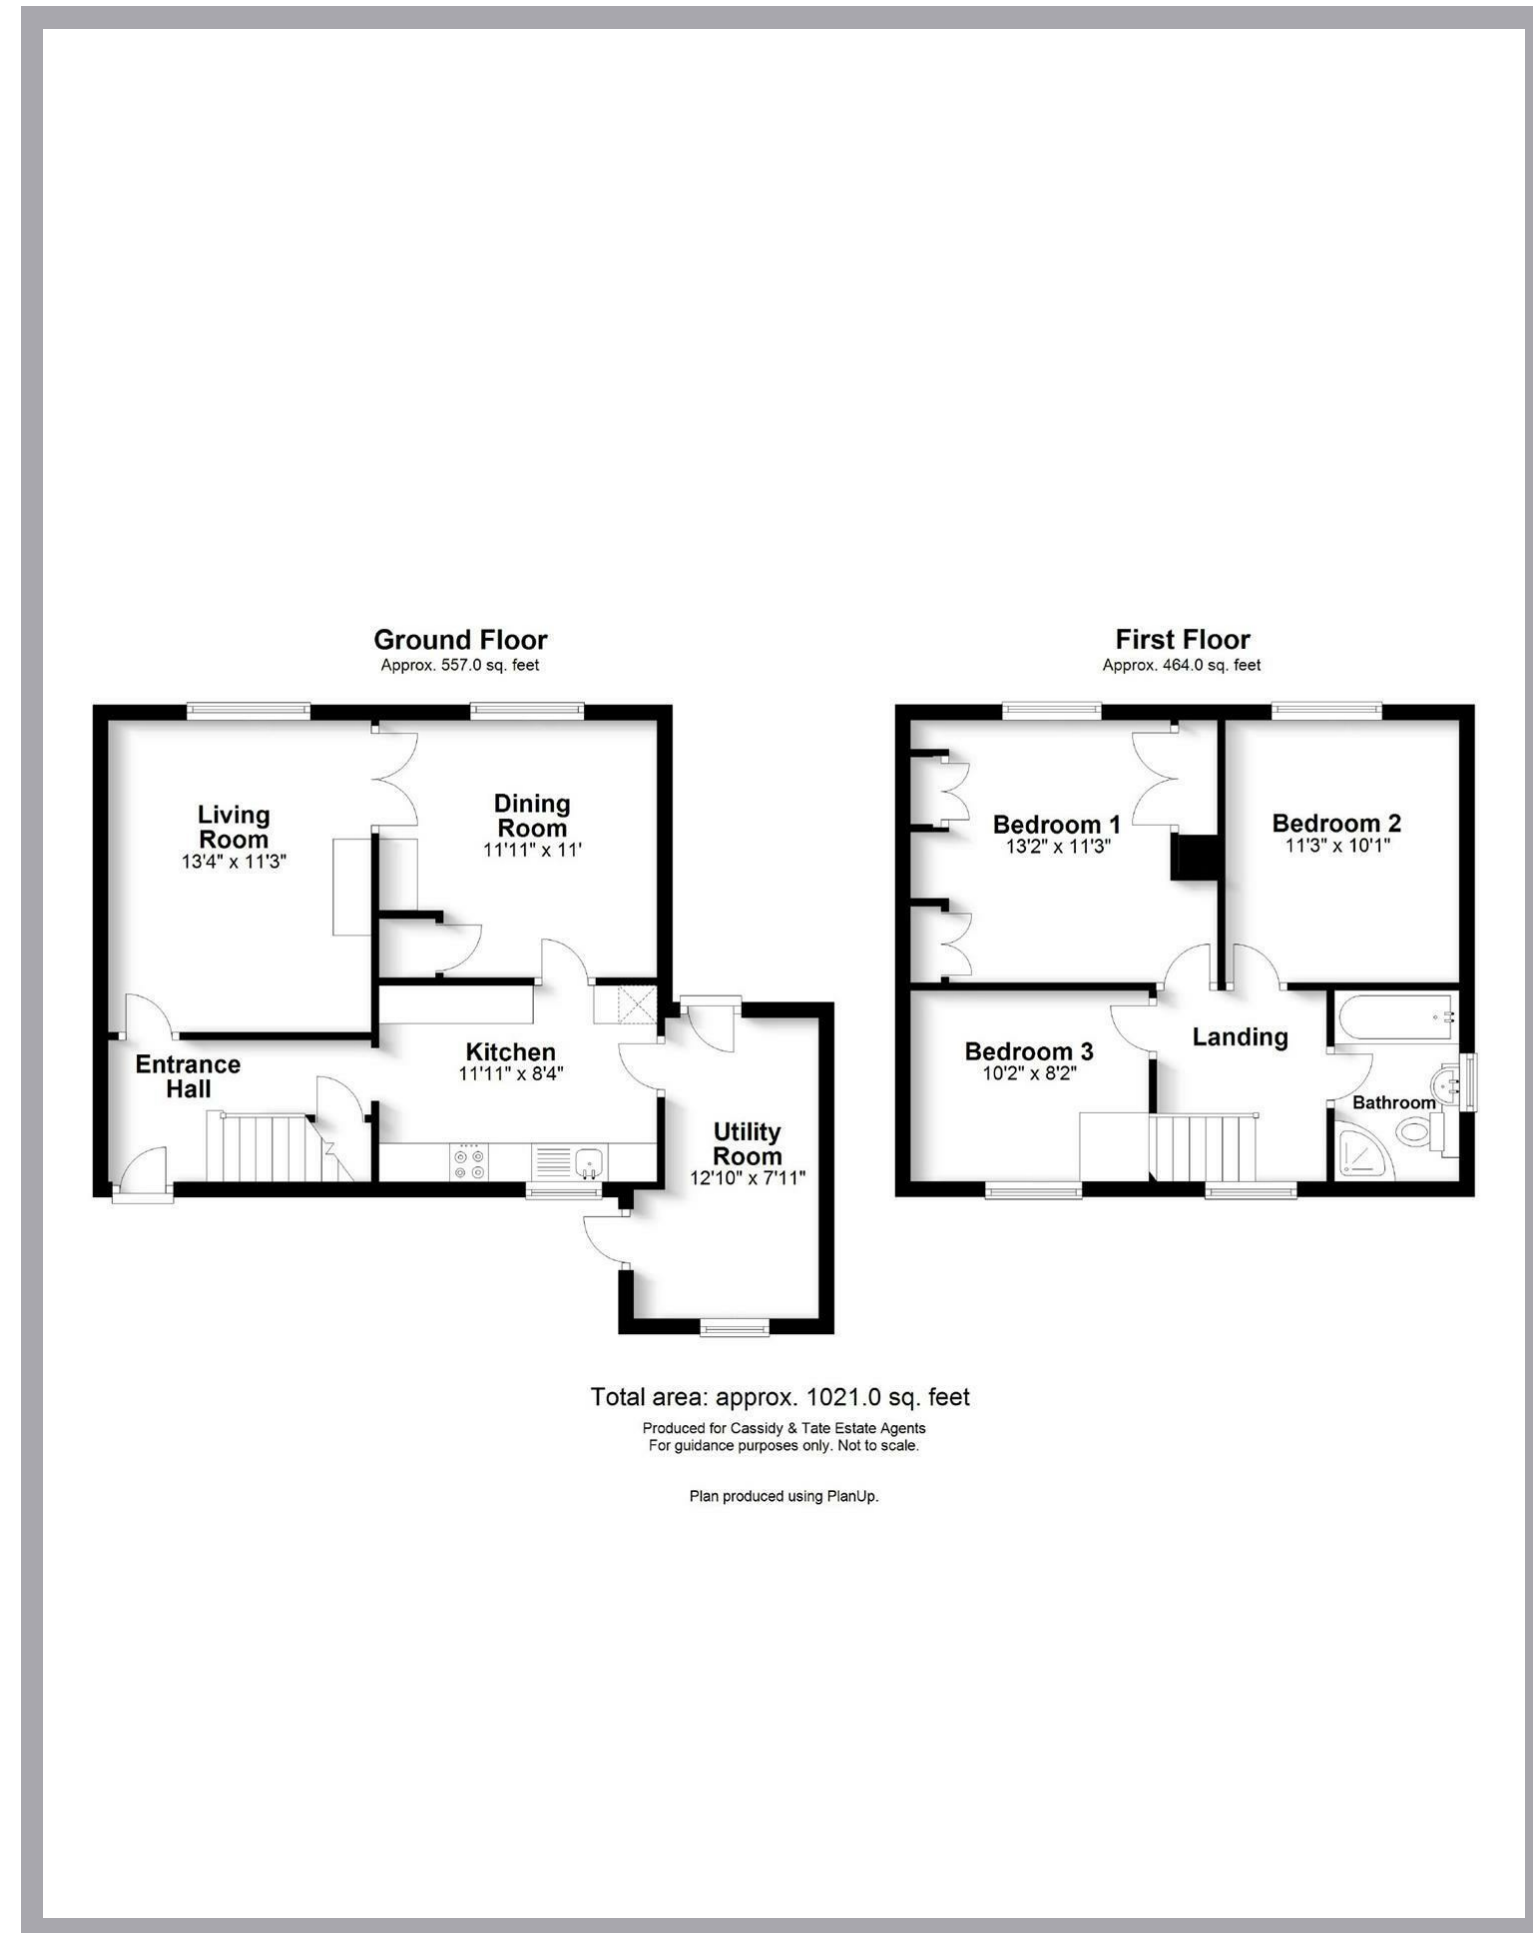 Ground Floor
Approx. 557.0 sq. feet
Living
Room
13'4" x 11'3"
Dining
Room
11'11" x 11'
Entrance
Hall
Kitchen
11'11" x 8'4"
Utility
Room
12'10" x 7'11"
First Floor
Approx. 464.0 sq. feet
Bedroom 1
13'2" x 11'3"
Bedroom 2
11'3" x 10'1"
Bedroom 3
10'2" x 8'2"
Landing
Bathroom
Total area: approx. 1021.0 sq. feet
Produced for Cassidy & Tate Estate Agents
For guidance purposes only. Not to scale.
Plan produced using PlanUp.